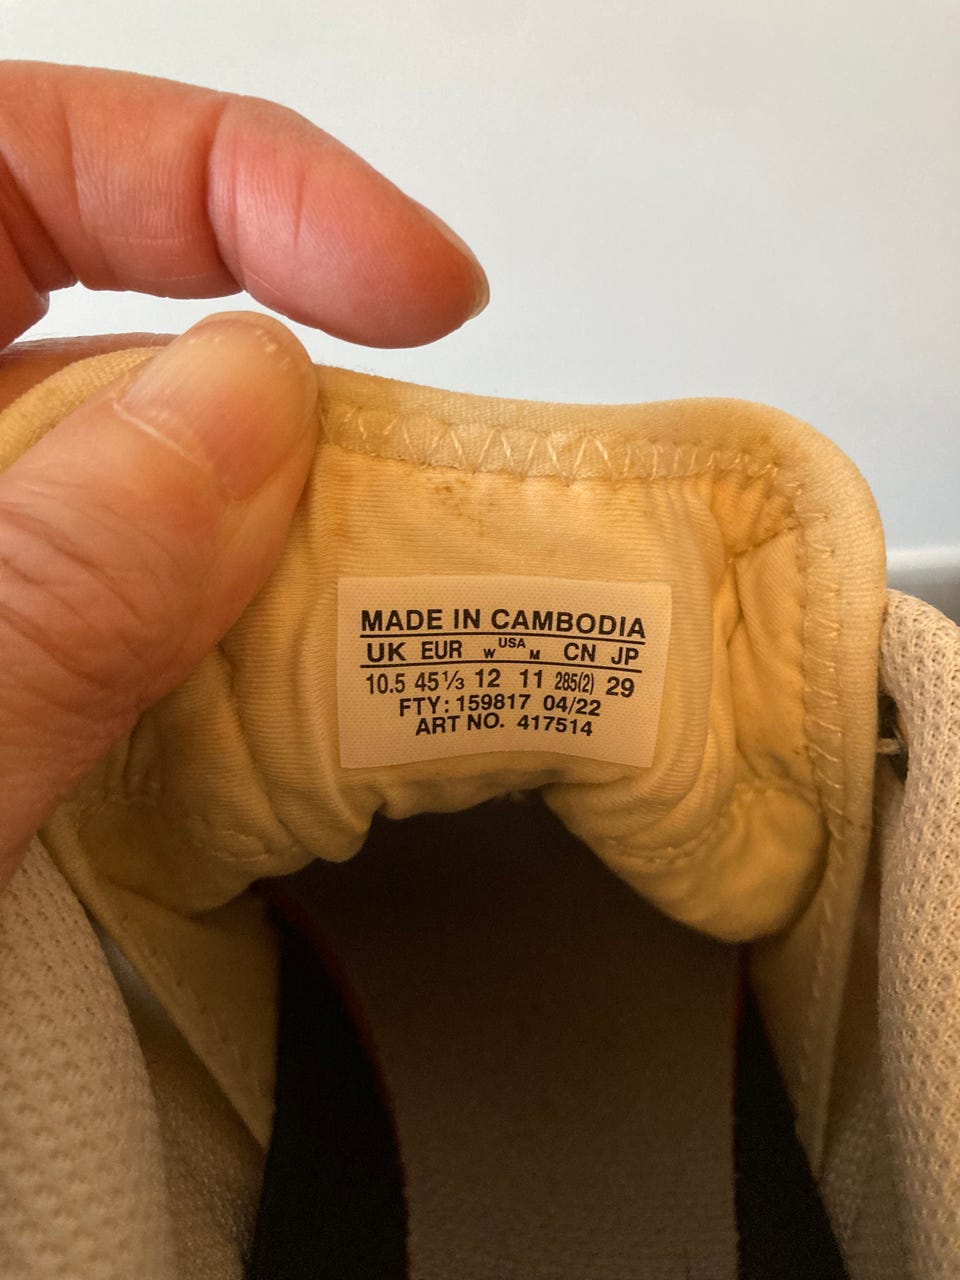 MADE IN CAMBODIA
UK EUR W USA M CN JP
10.5 45⅓ 12 11 285(2) 29
FTY: 159817 04/22
ART NO. 417514